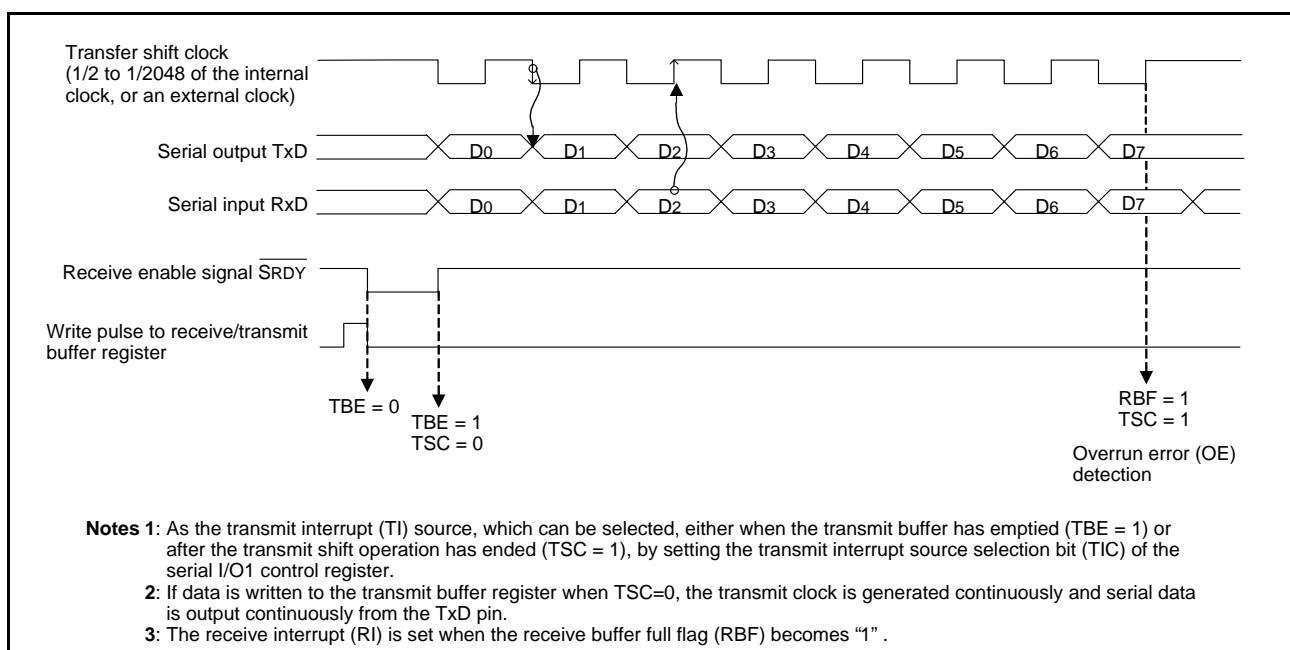 Transfer shift clock
(1/2 to 1/2048 of the internal
clock, or an external clock)
Serial output TxD
D0 D1 D2 D3 D4 D5 D6 D7
Serial input RxD
D0 D1 D2 D3 D4 D5 D6 D7
Receive enable signal SRDY
Write pulse to receive/transmit
buffer register
TBE = 0
TBE = 1
TSC = 0
RBF = 1
TSC = 1
Overrun error (OE)
detection
Notes 1: As the transmit interrupt (TI) source, which can be selected, either when the transmit buffer has emptied (TBE = 1) or
after the transmit shift operation has ended (TSC = 1), by setting the transmit interrupt source selection bit (TIC) of the
serial I/O1 control register.
2: If data is written to the transmit buffer register when TSC=0, the transmit clock is generated continuously and serial data
is output continuously from the TxD pin.
3: The receive interrupt (RI) is set when the receive buffer full flag (RBF) becomes “1” .